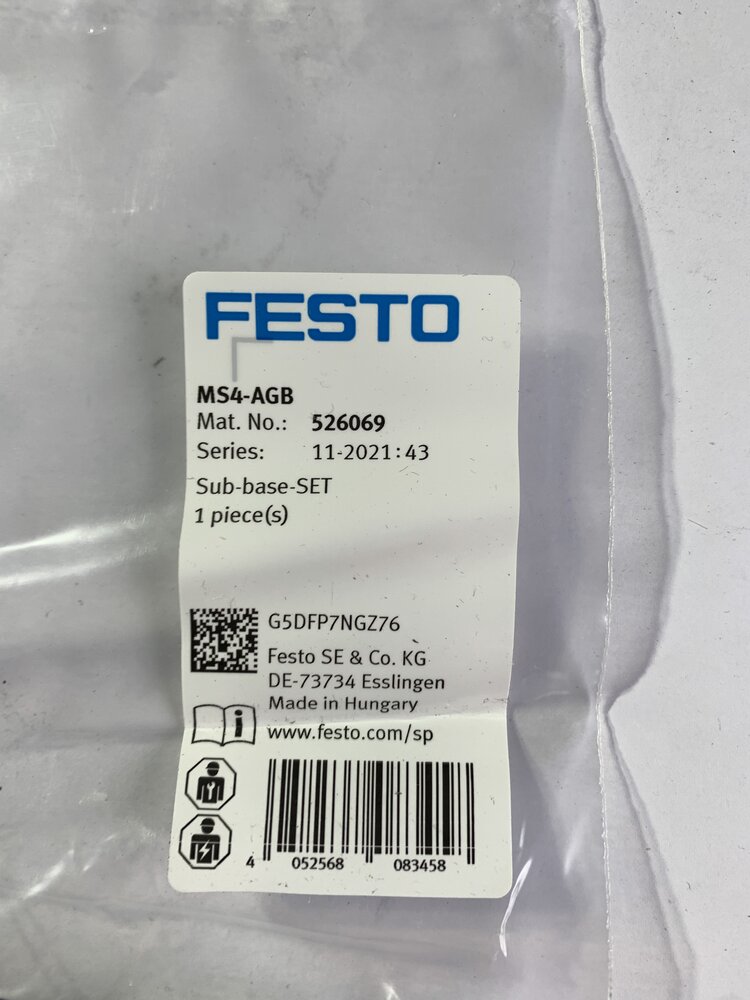 FESTO
MS4-AGB
Mat. No.: 526069
Series: 11-2021:43
Sub-base-SET
1 piece(s)
G5DFP7NGZ76
Festo SE & Co. KG
DE-73734 Esslingen
Made in Hungary
i www.festo.com/sp
4 052568 083458